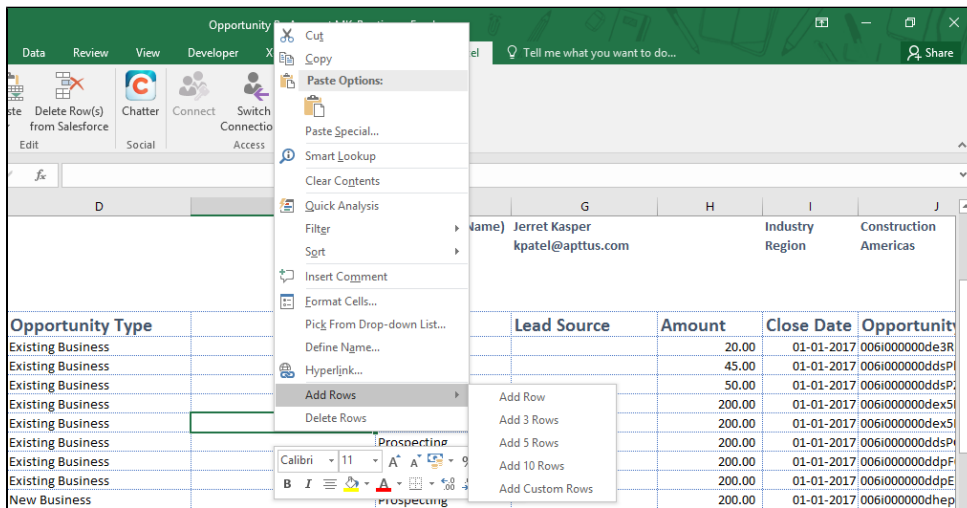 Opportunity
Data Review View Developer X el Tell me what you want to do... Share
ste Delete Row(s) from Salesforce
Chatter
Connect
Switch Connectio
Edit Social Access
fx
Cut
Copy
Paste Options:
Paste Special...
Smart Lookup
Clear Contents
Quick Analysis
Filter
Sort
Insert Comment
Format Cells...
Pick From Drop-down List...
Define Name...
Hyperlink...
Add Rows
Delete Rows
Add Row
Add 3 Rows
Add 5 Rows
Add 10 Rows
Add Custom Rows
Calibri 11 A A %
B I A .00
D G H I J
Name) Jerret Kasper Industry Construction
kpatel@apttus.com Region Americas
Opportunity Type Lead Source Amount Close Date Opportunity
Existing Business 20.00 01-01-2017 006i000000de3R
Existing Business 45.00 01-01-2017 006i000000ddsPl
Existing Business 50.00 01-01-2017 006i000000ddsPZ
Existing Business 200.00 01-01-2017 006i000000dex5
Existing Business 200.00 01-01-2017 006i000000dex5
Existing Business Prospecting 200.00 01-01-2017 006i000000ddsP
Existing Business 200.00 01-01-2017 006i000000ddpF
Existing Business 200.00 01-01-2017 006i000000ddpE
New Business Prospecting 200.00 01-01-2017 006i000000dhep